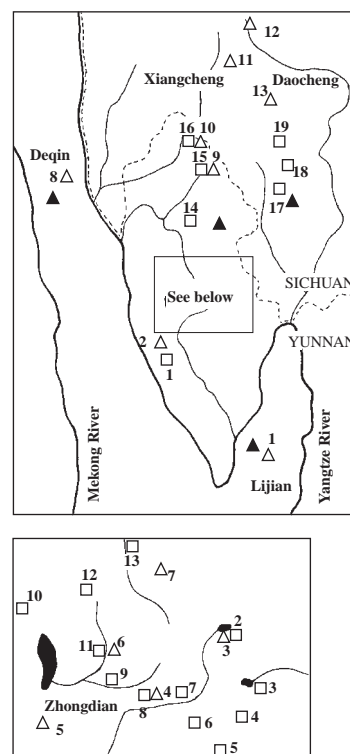 12
11
Xiangcheng
Daocheng
13
16 10
19
15 9
Deqin
8
18
17
14
SICHUAN
See below
YUNNAN
2
1
1
Mekong River
Lijian
Yangtze River
13
7
12
10
2
3
11 6
9
3
4 7
8
Zhongdian
4
5
6
5